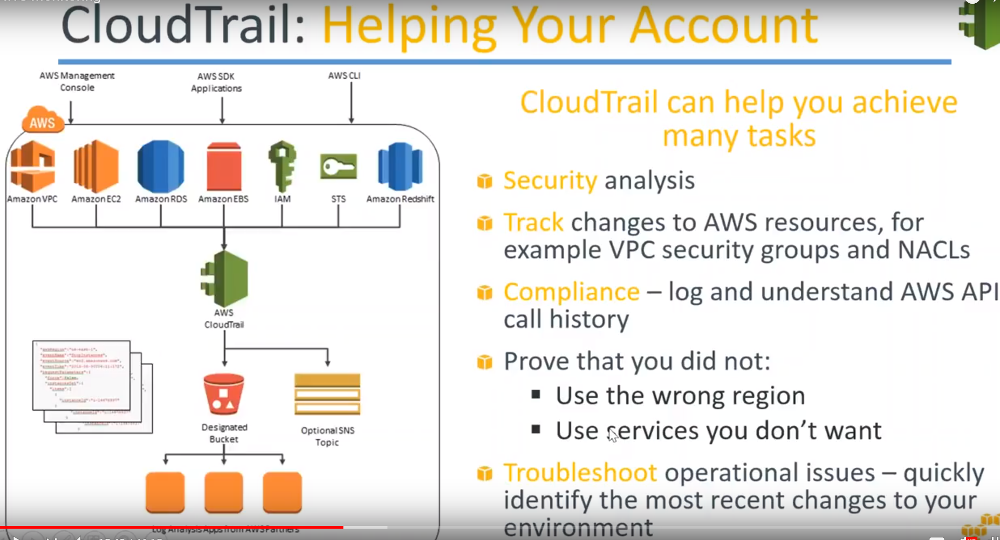 CloudTrail: Helping Your Account
AWS Management
Console
AWS SDK
Applications
AWS CLI
AWS
Amazon VPC
Amazon EC2
Amazon RDS
Amazon EBS
IAM
STS
Amazon Redshift
AWS
CloudTrail
Designated
Bucket
Optional SNS
Topic
Log Analysis Apps from AWS Partners
CloudTrail can help you achieve
many tasks
Security analysis
Track changes to AWS resources, for
example VPC security groups and NACLs
Compliance – log and understand AWS API
call history
Prove that you did not:
Use the wrong region
Use services you don't want
Troubleshoot operational issues – quickly
identify the most recent changes to your
environment